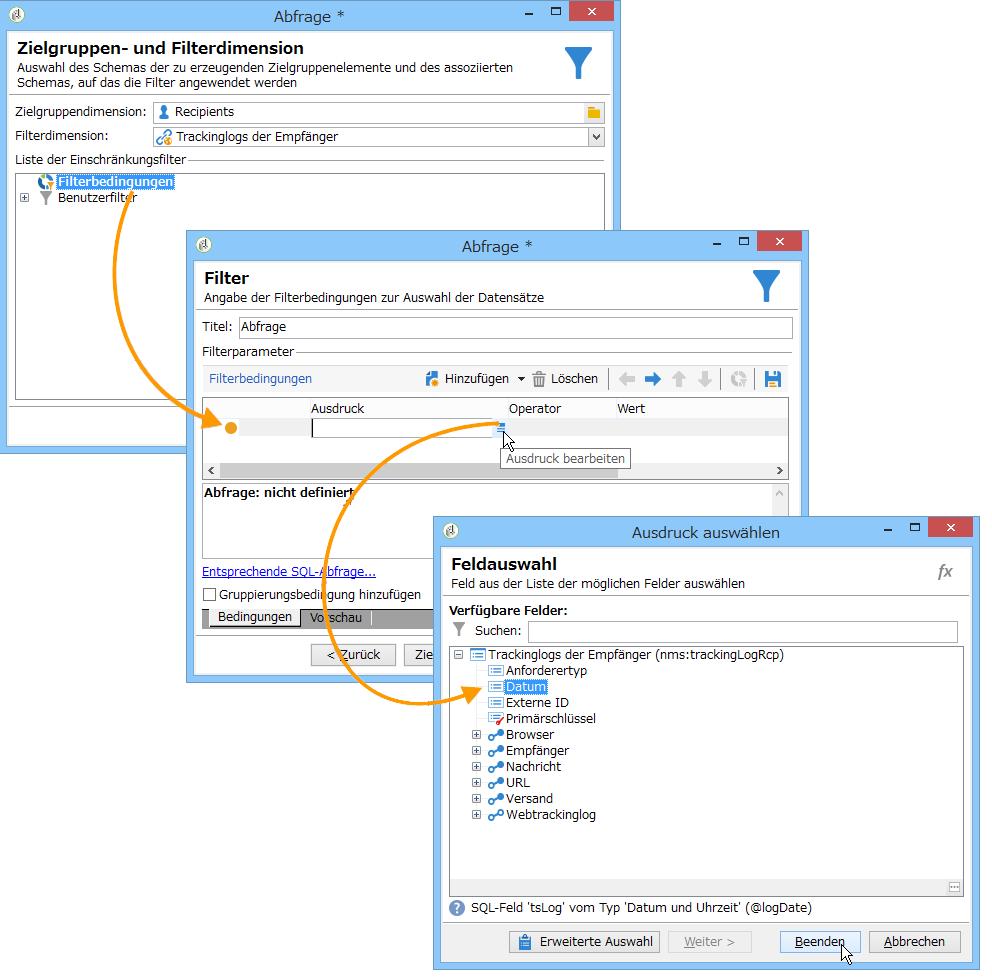 Abfrage *
Zielgruppen- und Filterdimension
Auswahl des Schemas der zu erzeugenden Zielgruppenelemente und des assoziierten
Schemas, auf das die Filter angewendet werden
Zielgruppendimension: Recipients
Filterdimension: Trackinglogs der Empfänger
Liste der Einschränkungsfilter
Filterbedingungen
Benutzerfilter
Abfrage *
Filter
Angabe der Filterbedingungen zur Auswahl der Datensätze
Titel: Abfrage
Filterparameter
Filterbedingungen Hinzufügen Löschen
Ausdruck Operator Wert
Ausdruck bearbeiten
Abfrage: nicht definiert
Entsprechende SQL-Abfrage...
Gruppierungsbedingung hinzufügen
Bedingungen Vorschau
< Zurück Zie
Ausdruck auswählen
Feldauswahl
Feld aus der Liste der möglichen Felder auswählen
fx
Verfügbare Felder:
Suchen:
Trackinglogs der Empfänger (nms:trackingLogRcp)
Anforderertyp
Datum
Externe ID
Primärschlüssel
Browser
Empfänger
Nachricht
URL
Versand
Webtrackinglog
SQL-Feld 'tsLog' vom Typ 'Datum und Uhrzeit' (@logDate)
Erweiterte Auswahl Weiter > Beenden Abbrechen